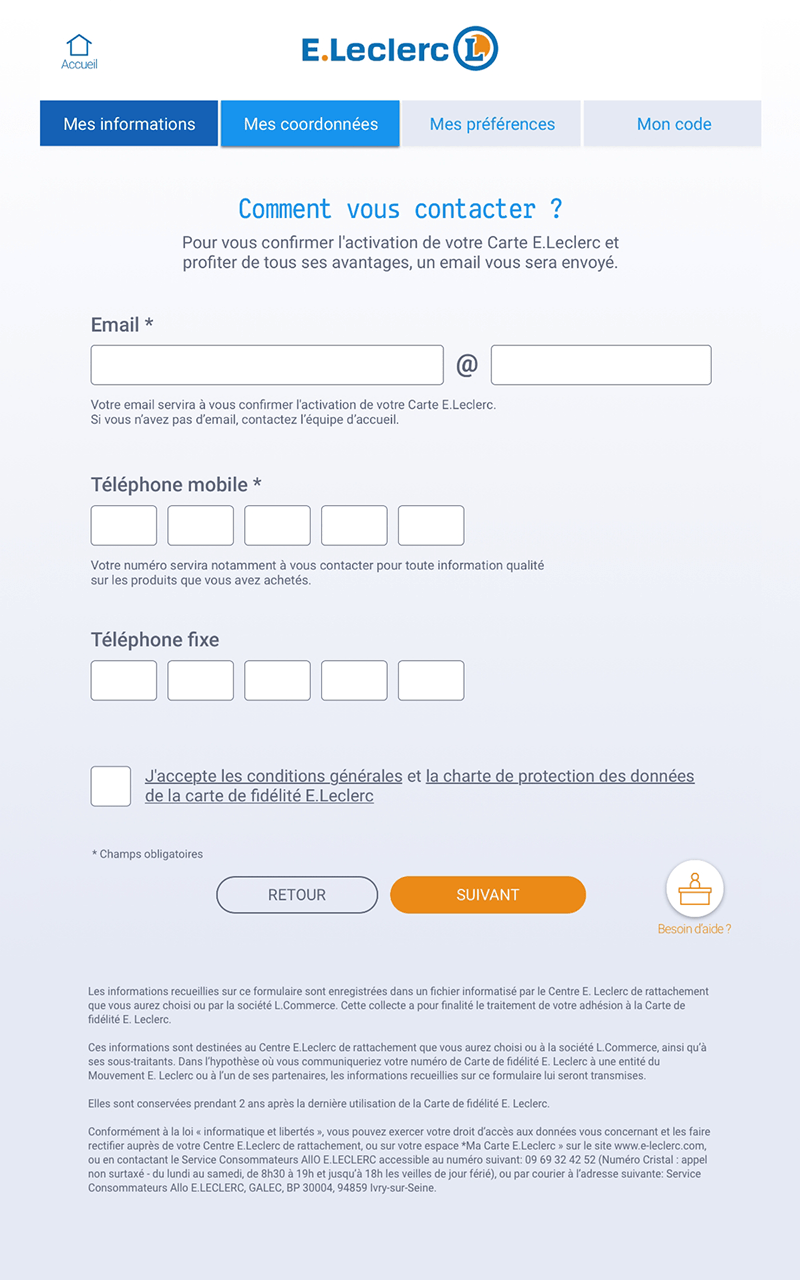 Accueil
E.Leclerc L
Mes informations
Mes coordonnées
Mes préférences
Mon code
Comment vous contacter ?
Pour vous confirmer l'activation de votre Carte E.Leclerc et
profiter de tous ses avantages, un email vous sera envoyé.
Email *
@
Votre email servira à vous confirmer l’activation de votre Carte E.Leclerc.
Si vous n’avez pas d’email, contactez l’équipe d’accueil.
Téléphone mobile *
Votre numéro servira notamment à vous contacter pour toute information qualité
sur les produits que vous avez achetés.
Téléphone fixe
J'accepte les conditions générales et la charte de protection des données
de la carte de fidélité E.Leclerc
* Champs obligatoires
RETOUR
SUIVANT
Besoin d’aide ?
Les informations recueillies sur ce formulaire sont enregistrées dans un fichier informatisé par le Centre E. Leclerc de rattachement
que vous aurez choisi ou par la société L.Commerce. Cette collecte a pour finalité le traitement de votre adhésion à la Carte de
fidélité E. Leclerc.
Ces informations sont destinées au Centre E.Leclerc de rattachement que vous aurez choisi ou à la société L.Commerce, ainsi qu’à
ses sous-traitants. Dans l’hypothèse où vous communiqueriez votre numéro de Carte de fidélité E. Leclerc à une entité du
Mouvement E. Leclerc ou à l’un de ses partenaires, les informations recueillies sur ce formulaire lui seront transmises.
Elles sont conservées prendant 2 ans après la dernière utilisation de la Carte de fidélité E. Leclerc.
Conformément à la loi « informatique et libertés », vous pouvez exercer votre droit d’accès aux données vous concernant et les faire
rectifier auprès de votre Centre E.Leclerc de rattachement, ou sur votre espace *Ma Carte E.Leclerc » sur le site www.e-leclerc.com,
ou en contactant le Service Consommateurs AllO E.LECLERC accessible au numéro suivant: 09 69 32 42 52 (Numéro Cristal : appel
non surtaxé - du lundi au samedi, de 8h30 à 19h et jusqu’à 18h les veilles de jour férié), ou par courier à l’adresse suivante: Service
Consommateurs Allo E.LECLERC, GALEC, BP 30004, 94859 Ivry-sur-Seine.